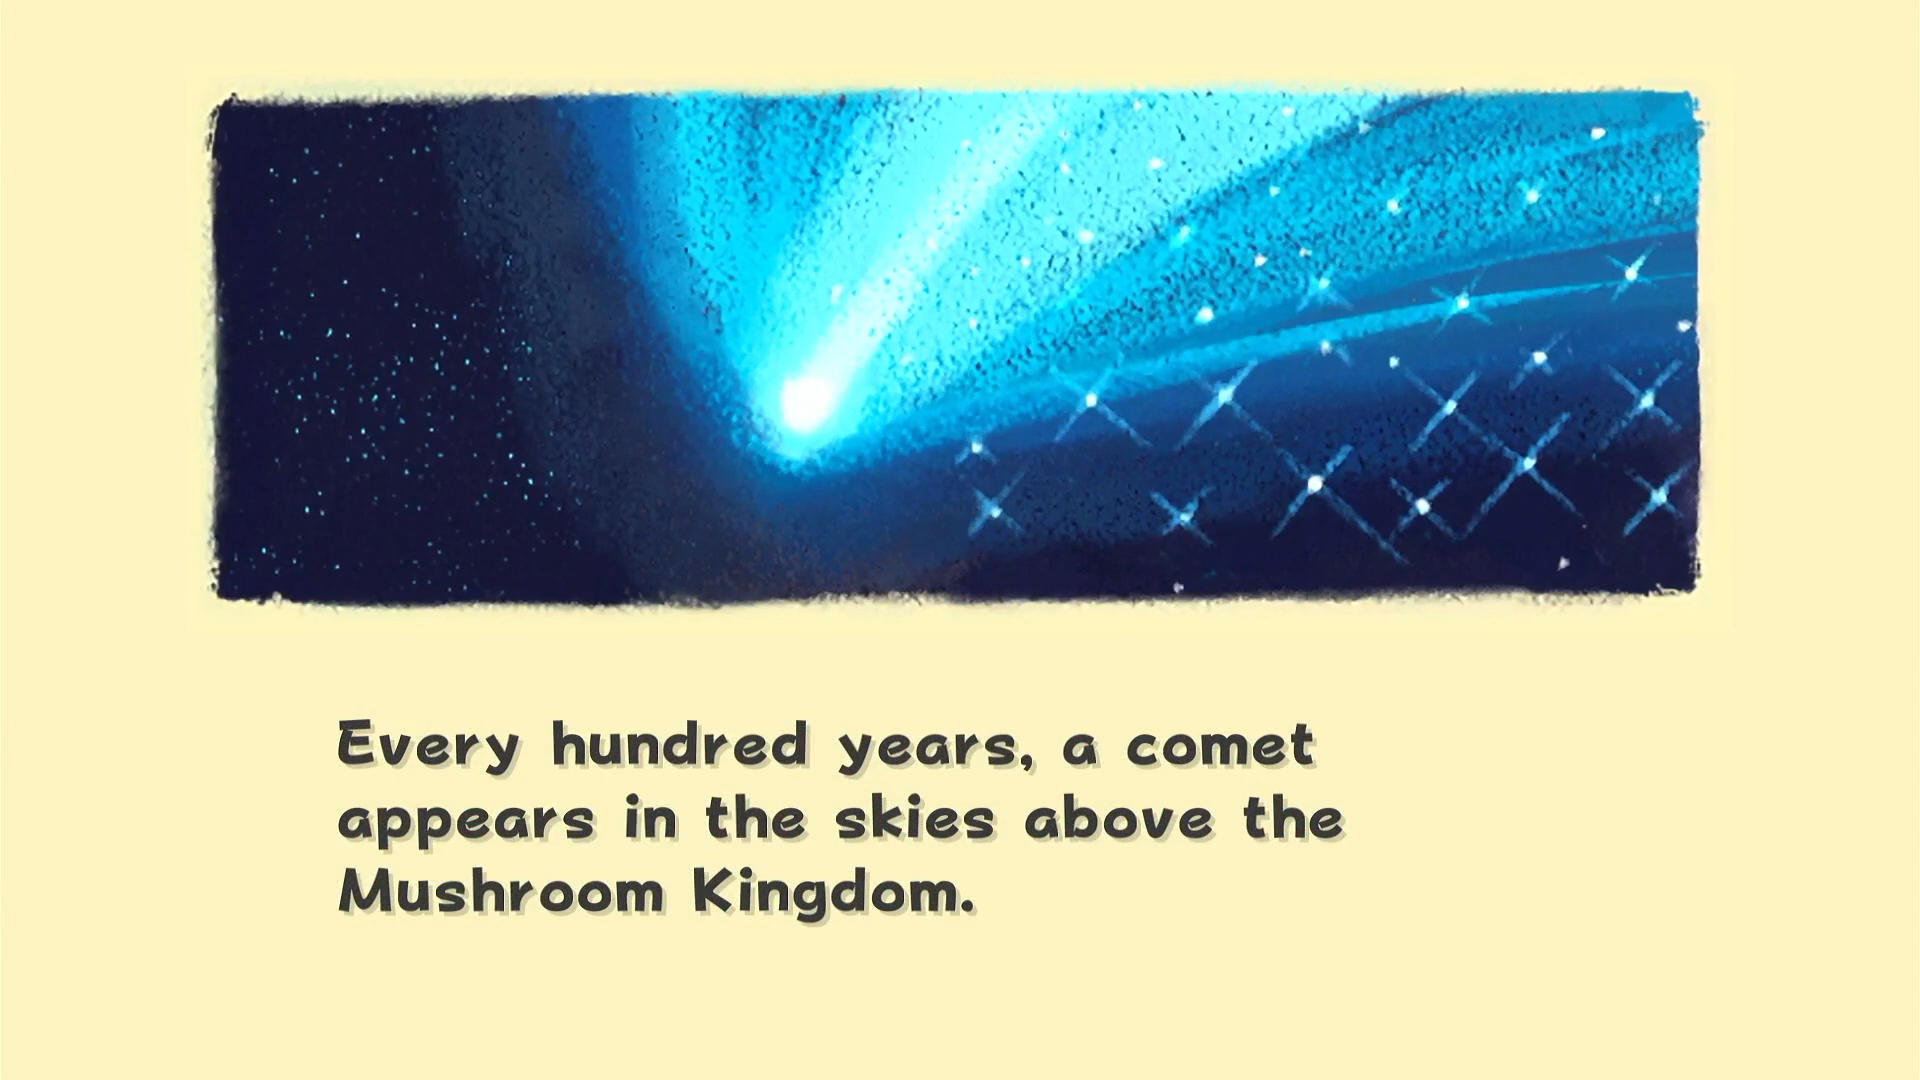 Every hundred years, a comet
appears in the skies above the
Mushroom Kingdom.